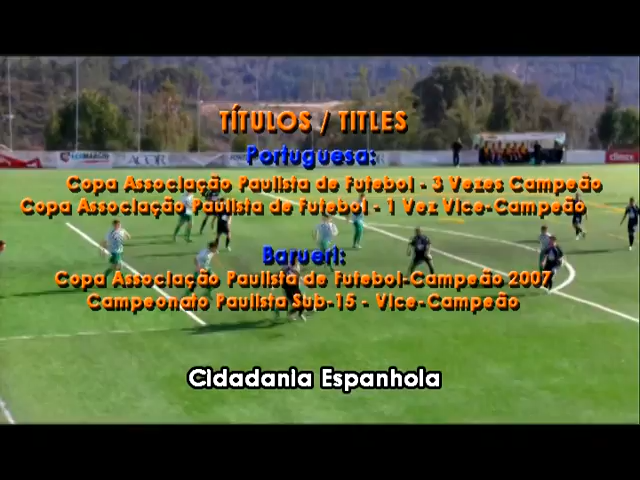 TÍTULOS / TITLES
Portuguesa:
Copa Associação Paulista de Futebol - 3 Vezes Campeão
Copa Associação Paulista de Futebol - 1 Vez Vice-Campeão
Barueri:
Copa Associação Paulista de Futebol-Campeão 2007
Campeonato Paulista Sub-15 - Vice-Campeão
Cidadania Espanhola